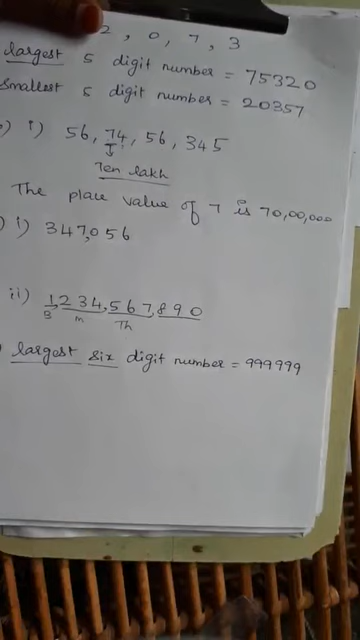 2, 0, 7, 3
largest 5 digit number = 75320
smallest 5 digit number = 20357
) i) 56, 74, 56, 345
Ten lakh
The place value of 7 is 70,00,000
) i) 347,056
ii) 1,234,567,890
B M Th
largest six digit number = 999999